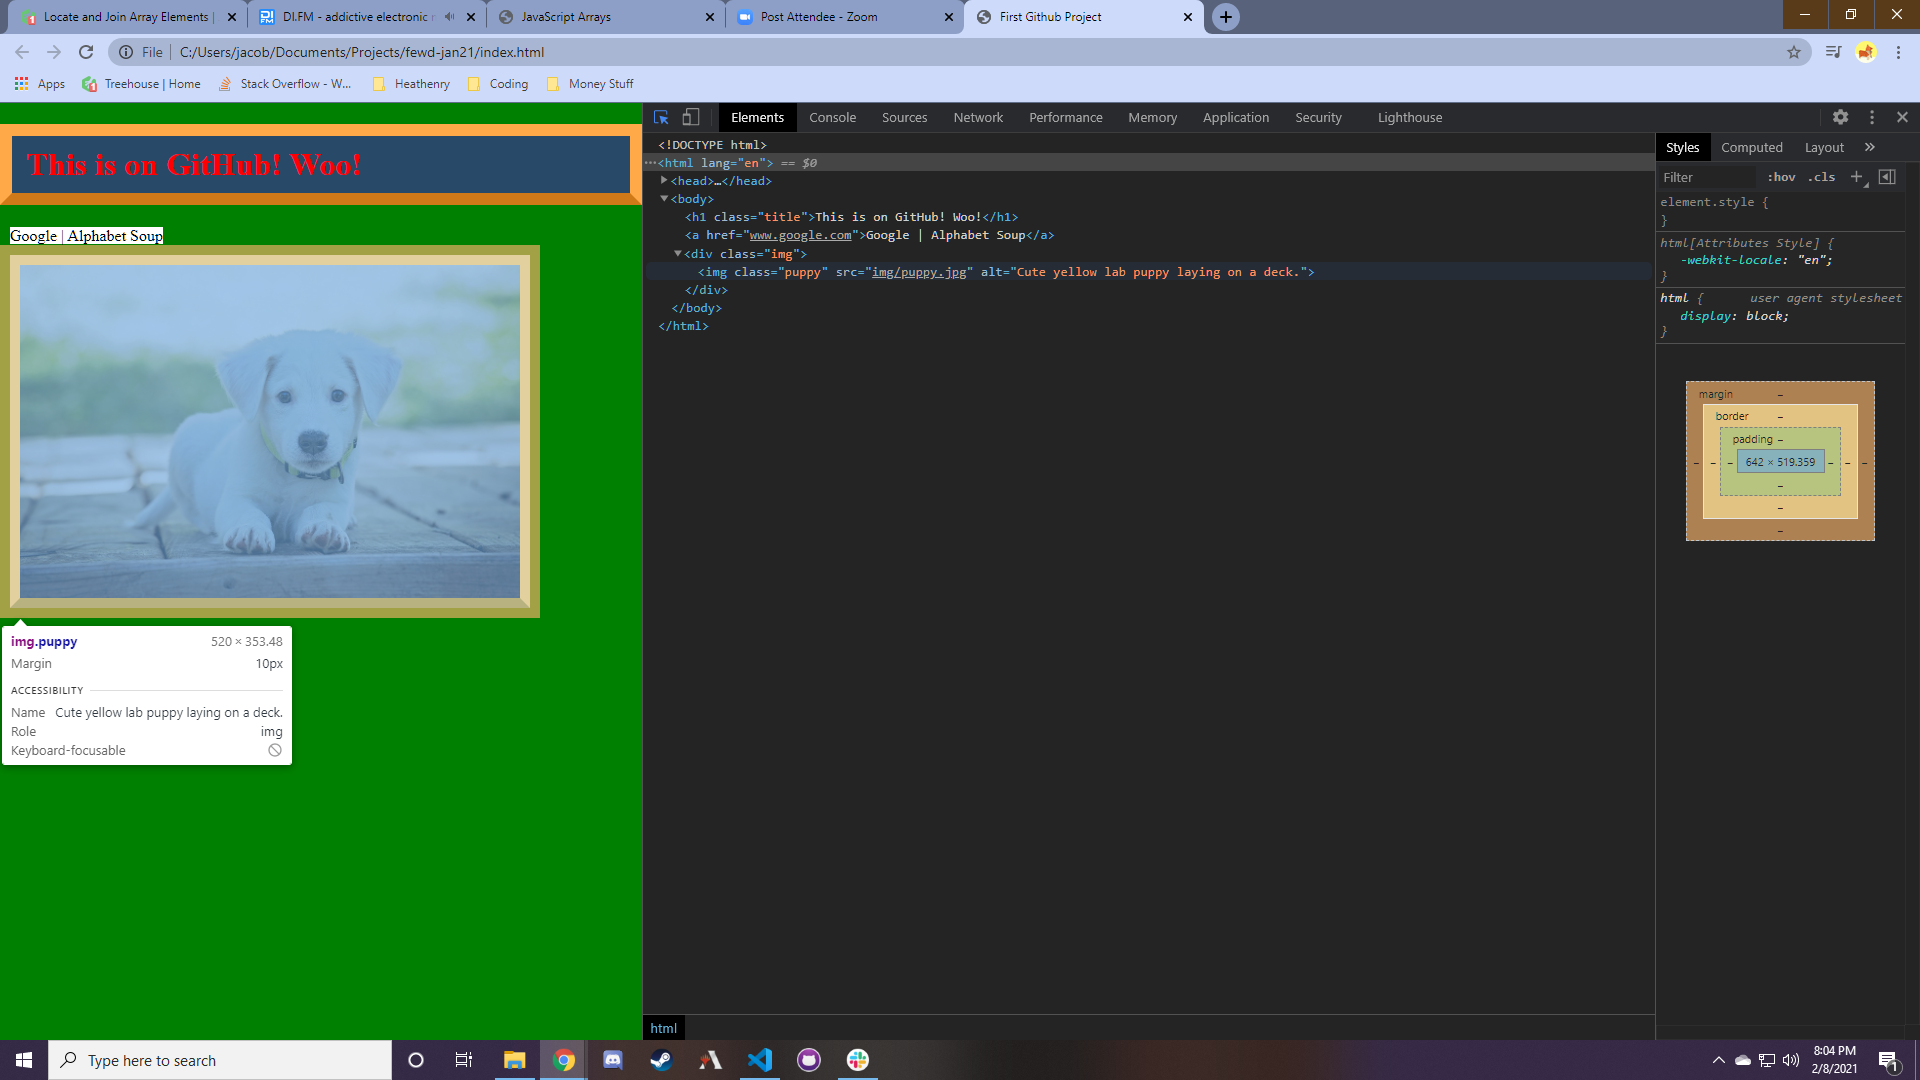 Locate and Join Array Elements |
DI.FM - addictive electronic
JavaScript Arrays
Post Attendee - Zoom
First Github Project
File
C:/Users/jacob/Documents/Projects/fewd-jan21/index.html
Apps
Treehouse | Home
Stack Overflow - W...
Heathenry
Coding
Money Stuff
This is on GitHub! Woo!
Google | Alphabet Soup
img.puppy 520 × 353.48
Margin 10px
ACCESSIBILITY
Name Cute yellow lab puppy laying on a deck.
Role img
Keyboard-focusable
Elements Console Sources Network Performance Memory Application Security Lighthouse
<!DOCTYPE html>
<html lang="en"> == $0
<head>…</head>
<body>
<h1 class="title">This is on GitHub! Woo!</h1>
<a href="www.google.com">Google | Alphabet Soup</a>
<div class="img">
<img class="puppy" src="img/puppy.jpg" alt="Cute yellow lab puppy laying on a deck.">
</div>
</body>
</html>
html
Styles Computed Layout »
Filter :hov .cls +
element.style {
}
html[Attributes Style] {
-webkit-locale: "en";
}
html { user agent stylesheet
display: block;
}
margin –
border –
padding –
– – – 642 × 519.359 – – –
–
–
–
Type here to search
8:04 PM
2/8/2021
1